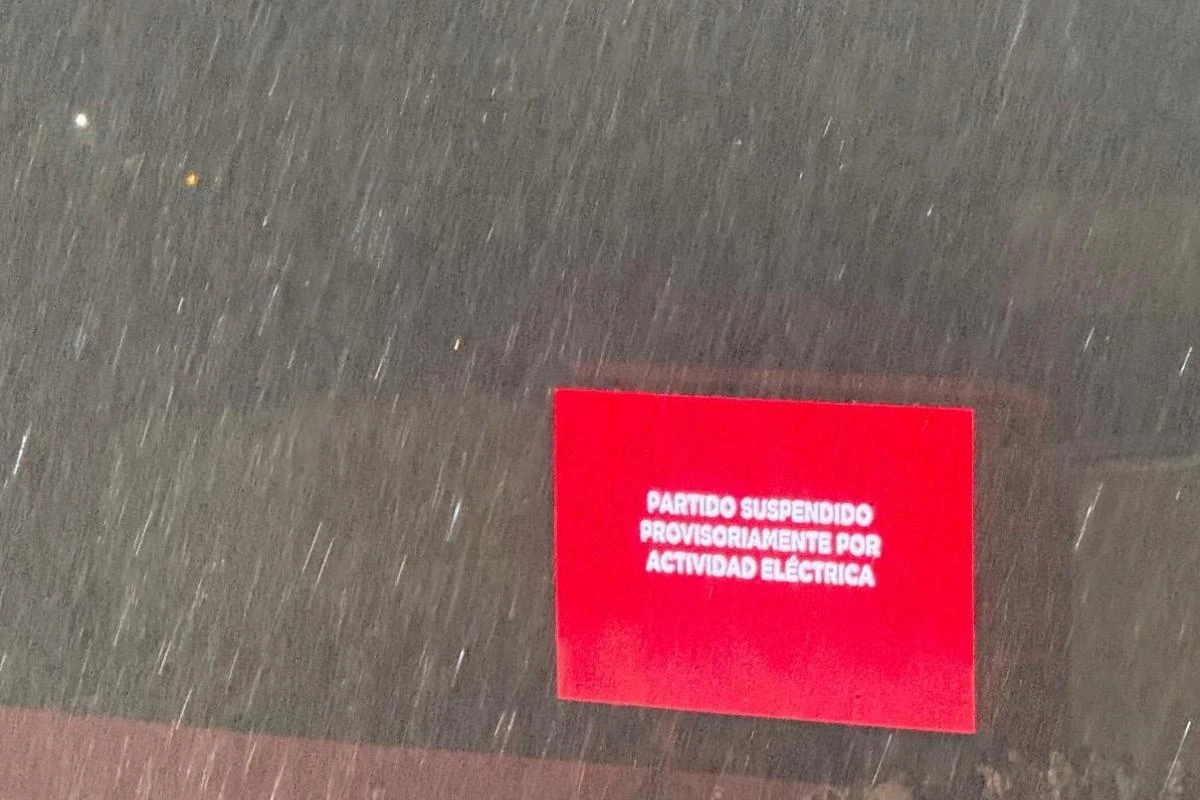 PARTIDO SUSPENDIDO
PROVISORIAMENTE POR
ACTIVIDAD ELÉCTRICA